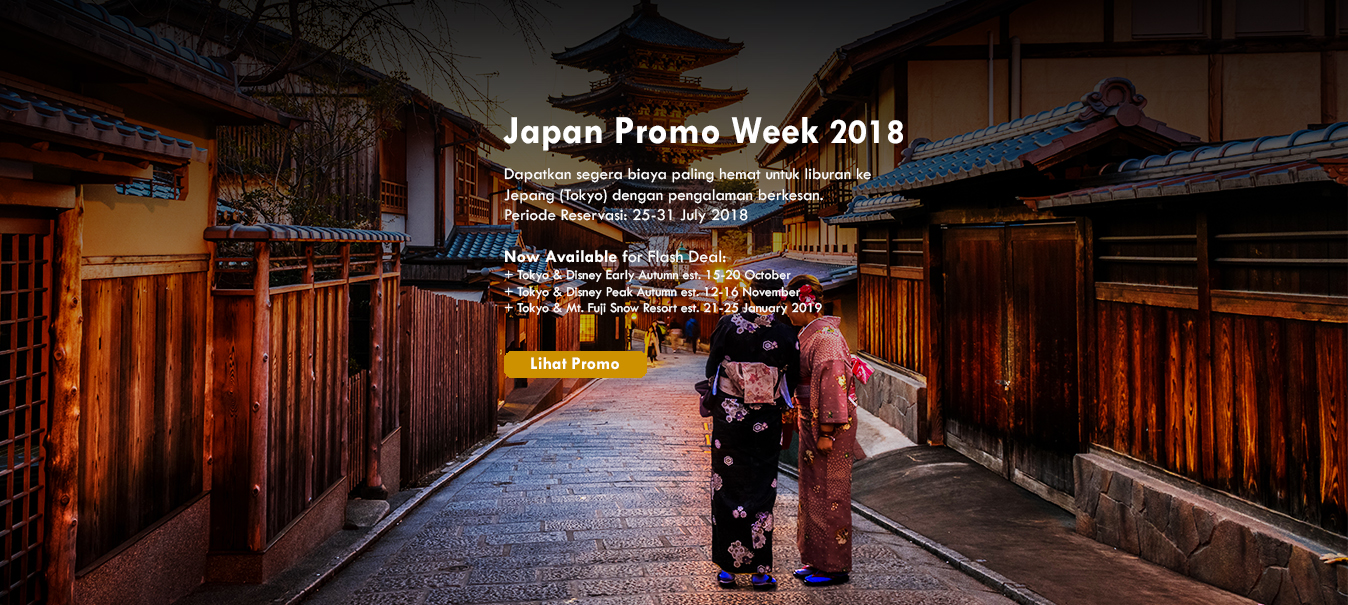 Japan Promo Week 2018
Dapatkan segera biaya paling hemat untuk liburan ke
Jepang (Tokyo) dengan pengalaman berkesan.
Periode Reservasi: 25-31 July 2018
Now Available for Flash Deal:
+ Tokyo & Disney Early Autumn est. 15-20 October
+ Tokyo & Disney Peak Autumn est. 12-16 November
+ Tokyo & Mt. Fuji Snow Resort est. 21-25 January 2019
Lihat Promo